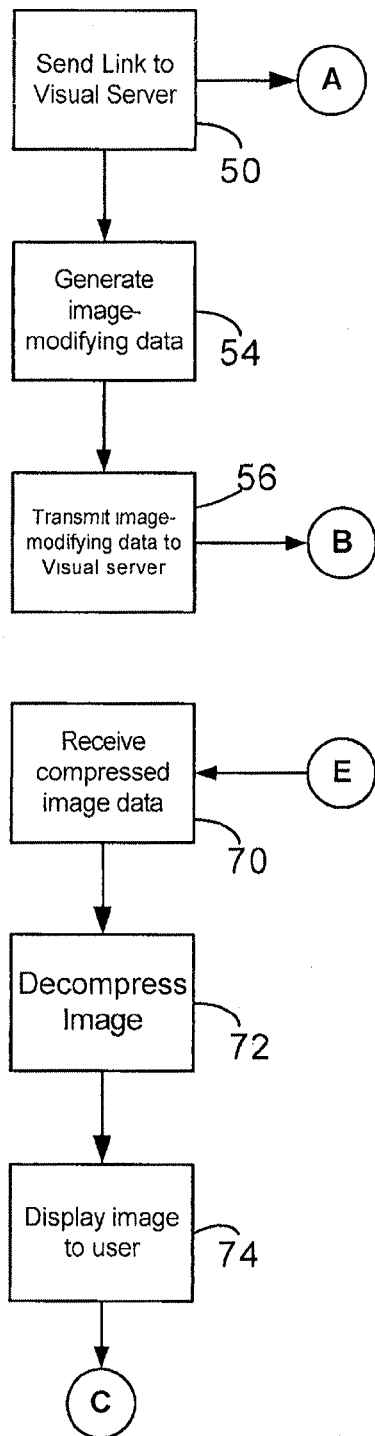 Send Link to
Visual Server
A
50
Generate
image-
modifying data
54
56
Transmit image-
modifying data to
Visual server
B
Receive
compressed
image data
E
70
Decompress
Image
72
Display image
to user
74
C